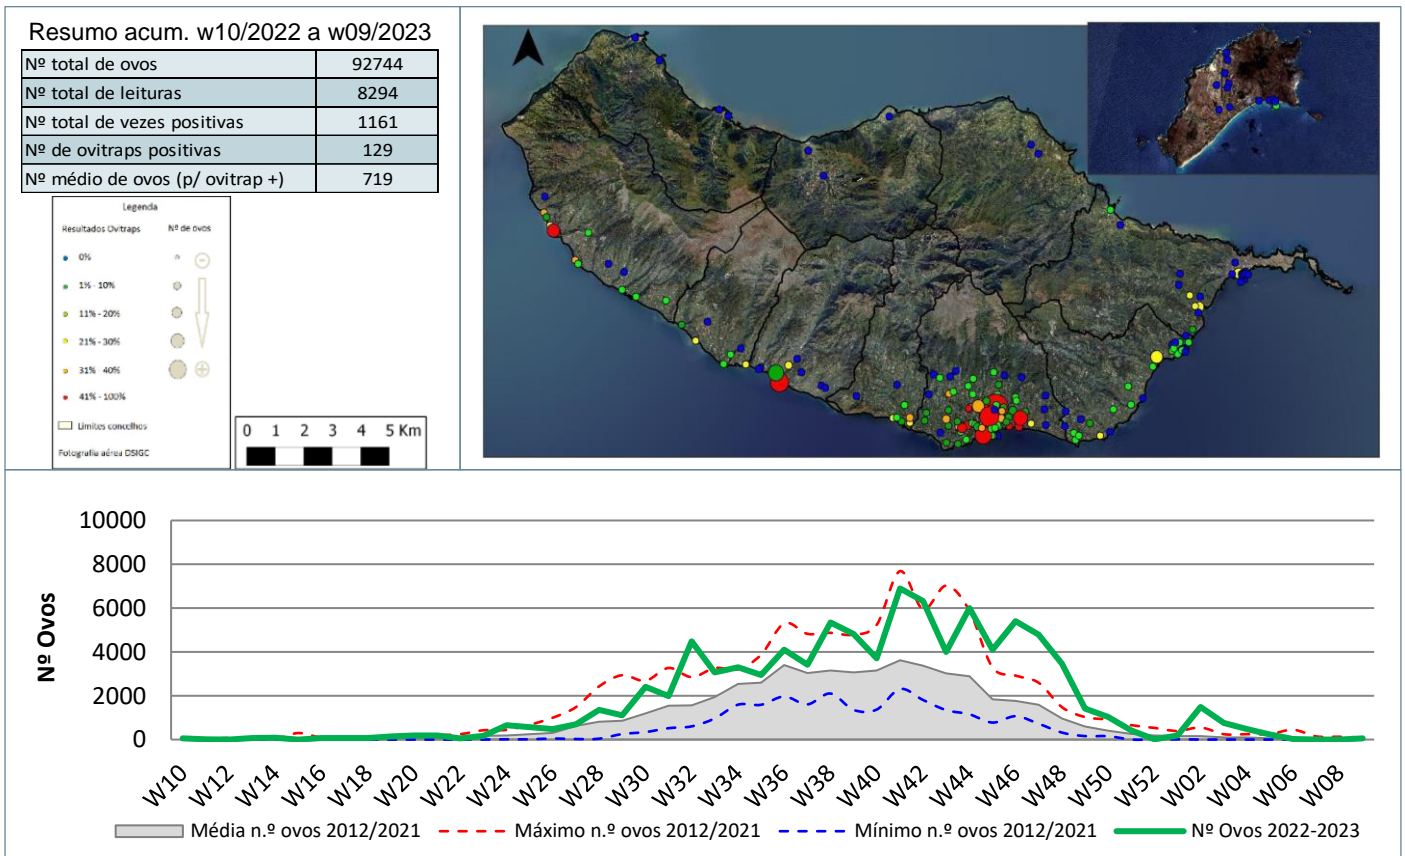 Resumo acum. w10/2022 a w09/2023
Nº total de ovos 92744
Nº total de leituras 8294
Nº total de vezes positivas 1161
Nº de ovitraps positivas 129
Nº médio de ovos (p/ ovitrap +) 719
Legenda
Resultados Ovitraps Nº de ovos
0%
1% - 10%
11% - 20%
21% - 30%
31% - 40%
41% - 100%
Limites concelhos
Fotografia aérea DSIGC
0 1 2 3 4 5 Km
Nº Ovos
10000
8000
6000
4000
2000
0
W10 W12 W14 W16 W18 W20 W22 W24 W26 W28 W30 W32 W34 W36 W38 W40 W42 W44 W46 W48 W50 W52 W02 W04 W06 W08
Média n.º ovos 2012/2021 Máximo n.º ovos 2012/2021 Mínimo n.º ovos 2012/2021 Nº Ovos 2022-2023